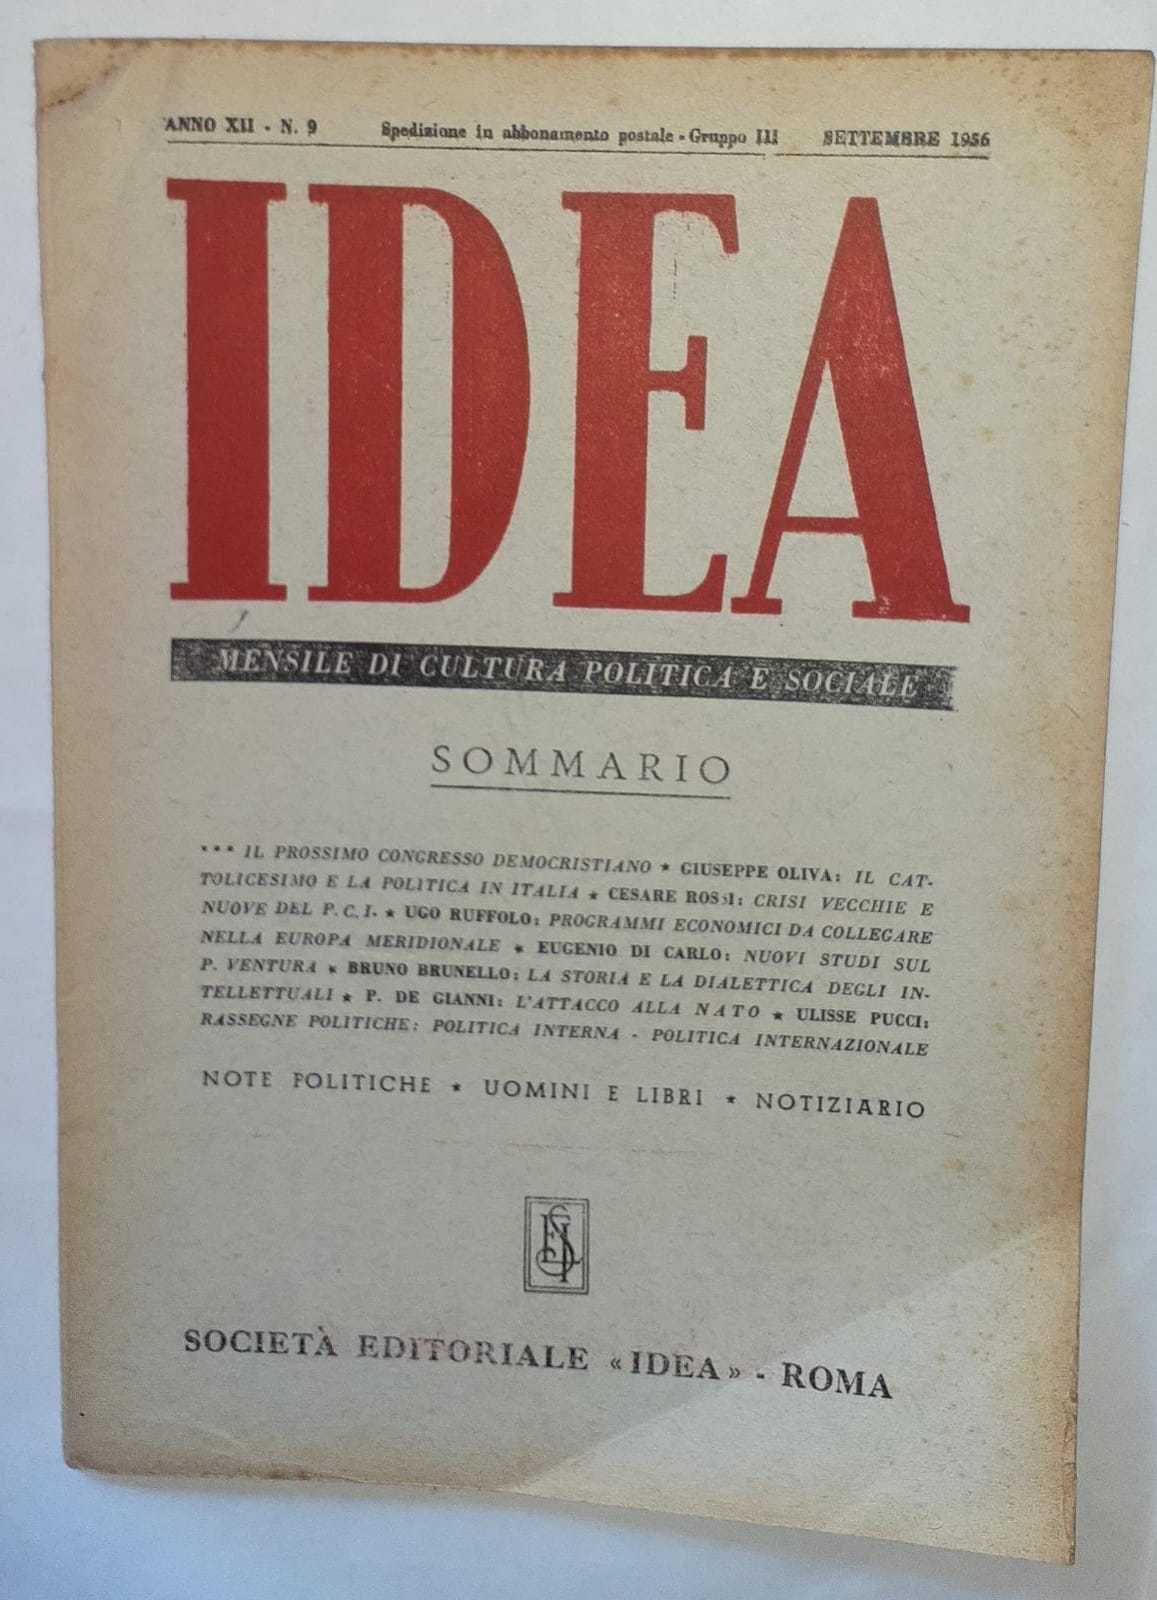 ANNO XII - N. 9 Spedizione in abbonamento postale - Gruppo III SETTEMBRE 1956
IDEA
MENSILE DI CULTURA POLITICA E SOCIALE
SOMMARIO
*** IL PROSSIMO CONGRESSO DEMOCRISTIANO ★ GIUSEPPE OLIVA: IL CAT-
TOLICESIMO E LA POLITICA IN ITALIA ★ CESARE ROSSI: CRISI VECCHIE E
NUOVE DEL P.C.I. ★ UGO RUFFOLO: PROGRAMMI ECONOMICI DA COLLEGARE
NELLA EUROPA MERIDIONALE ★ EUGENIO DI CARLO: NUOVI STUDI SUL
P. VENTURA ★ BRUNO BRUNELLO: LA STORIA E LA DIALETTICA DEGLI IN-
TELLETTUALI ★ P. DE GIANNI: L'ATTACCO ALLA NATO ★ ULISSE PUCCI:
RASSEGNE POLITICHE: POLITICA INTERNA - POLITICA INTERNAZIONALE
NOTE POLITICHE ★ UOMINI E LIBRI ★ NOTIZIARIO
SOCIETÀ EDITORIALE «IDEA» - ROMA